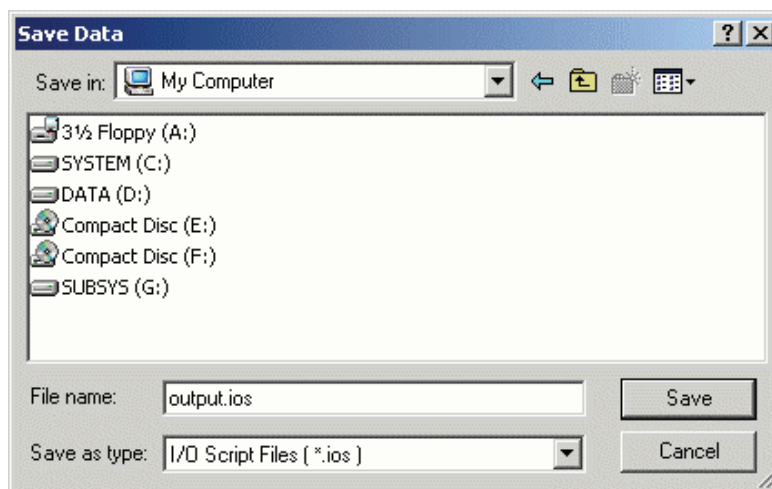 Save Data
Save in: My Computer
3½ Floppy (A:)
SYSTEM (C:)
DATA (D:)
Compact Disc (E:)
Compact Disc (F:)
SUBSYS (G:)
File name: output.ios Save
Save as type: I/O Script Files ( *.ios ) Cancel